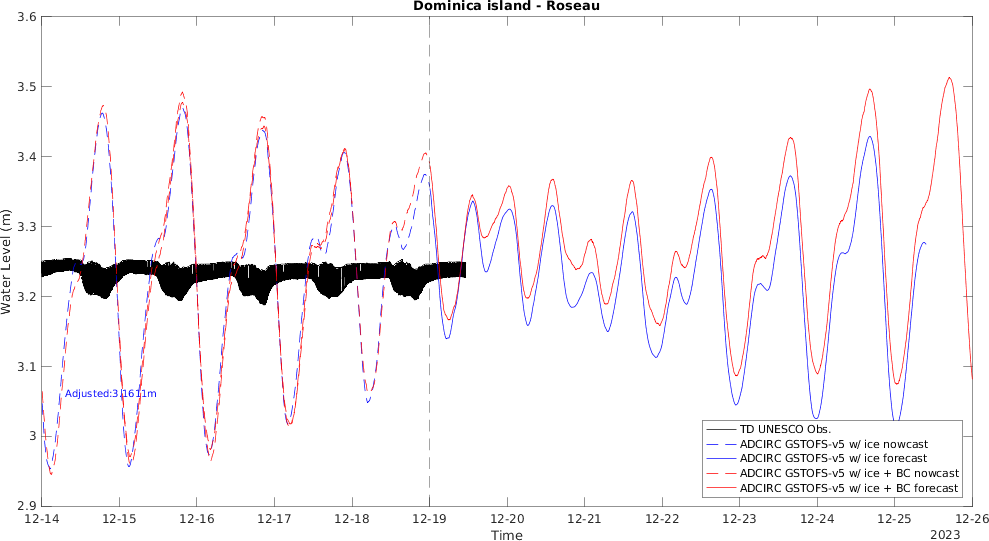 Dominica island - Roseau
3.6
3.5
3.4
3.3
3.2
3.1
3
2.9
Water Level (m)
Adjusted:3.1611m
TD UNESCO Obs.
ADCIRC GSTOFS-v5 w/ ice nowcast
ADCIRC GSTOFS-v5 w/ ice forecast
ADCIRC GSTOFS-v5 w/ ice + BC nowcast
ADCIRC GSTOFS-v5 w/ ice + BC forecast
12-14 12-15 12-16 12-17 12-18 12-19 12-20 12-21 12-22 12-23 12-24 12-25 12-26
Time
2023